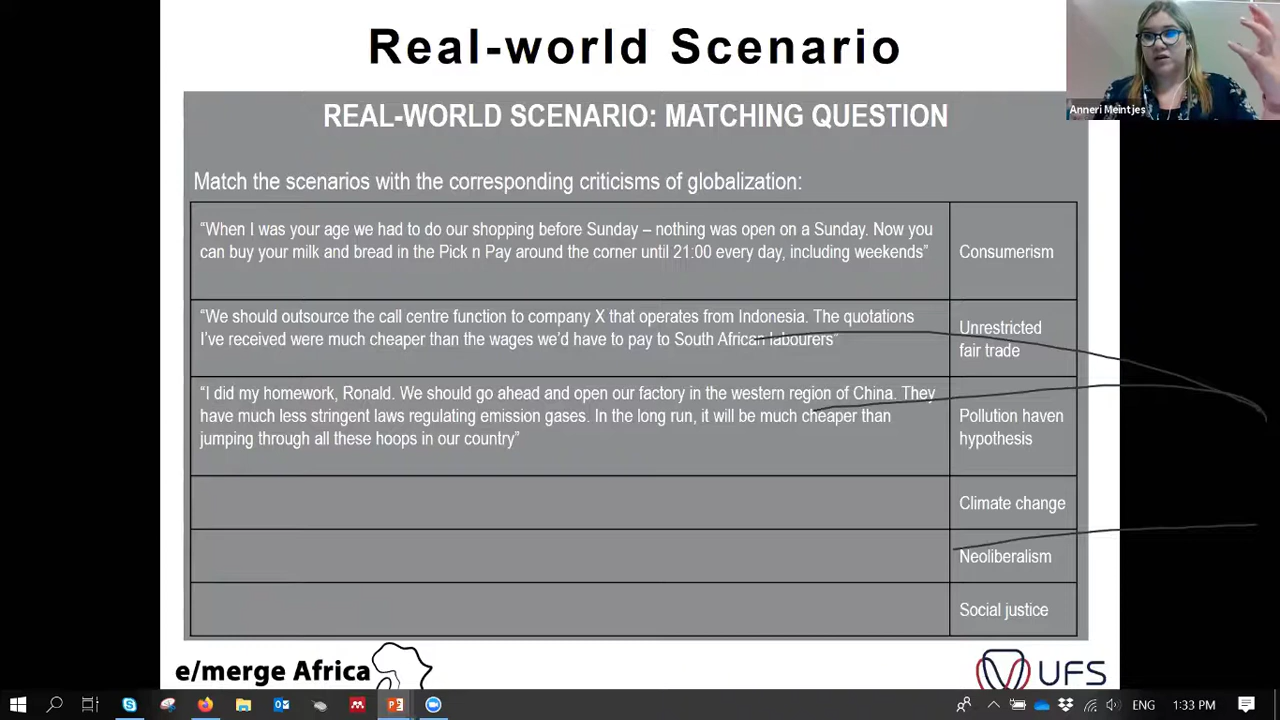 Real-world Scenario
Anneri Meintjes
REAL-WORLD SCENARIO: MATCHING QUESTION
Match the scenarios with the corresponding criticisms of globalization:
“When I was your age we had to do our shopping before Sunday – nothing was open on a Sunday. Now you
can buy your milk and bread in the Pick n Pay around the corner until 21:00 every day, including weekends”
Consumerism
“We should outsource the call centre function to company X that operates from Indonesia. The quotations
I’ve received were much cheaper than the wages we’d have to pay to South African labourers”
Unrestricted
fair trade
“I did my homework, Ronald. We should go ahead and open our factory in the western region of China. They
have much less stringent laws regulating emission gases. In the long run, it will be much cheaper than
jumping through all these hoops in our country”
Pollution haven
hypothesis
Climate change
Neoliberalism
Social justice
e/merge Africa
UFS
ENG
1:33 PM